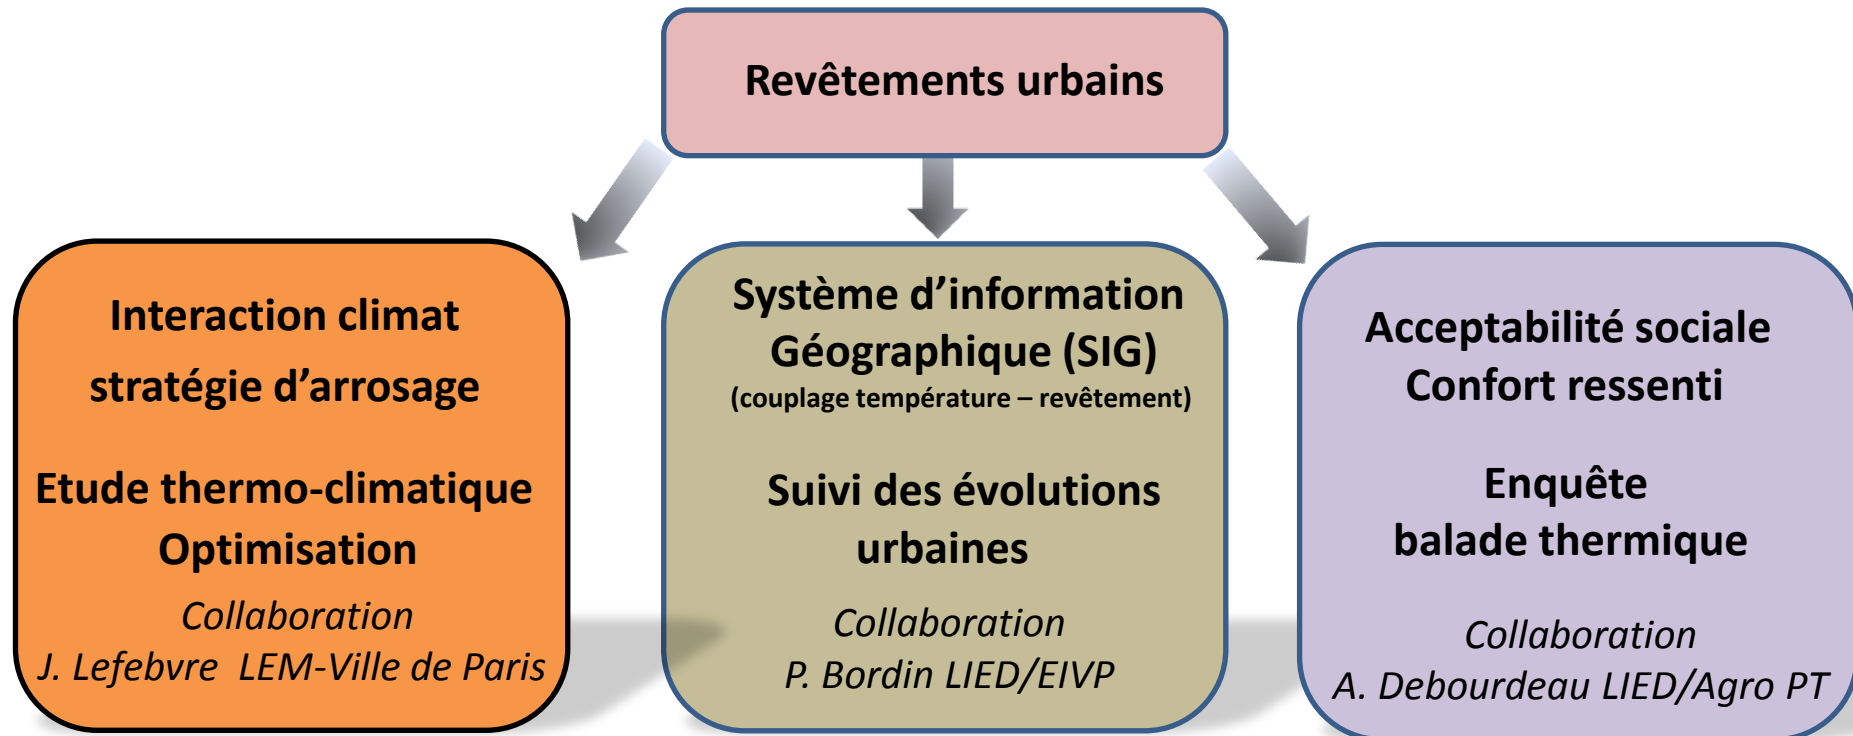 Revêtements urbains
Interaction climat
stratégie d’arrosage
Etude thermo-climatique
Optimisation
Collaboration
J. Lefebvre LEM-Ville de Paris
Système d’information
Géographique (SIG)
(couplage température – revêtement)
Suivi des évolutions
urbaines
Collaboration
P. Bordin LIED/EIVP
Acceptabilité sociale
Confort ressenti
Enquête
balade thermique
Collaboration
A. Debourdeau LIED/Agro PT